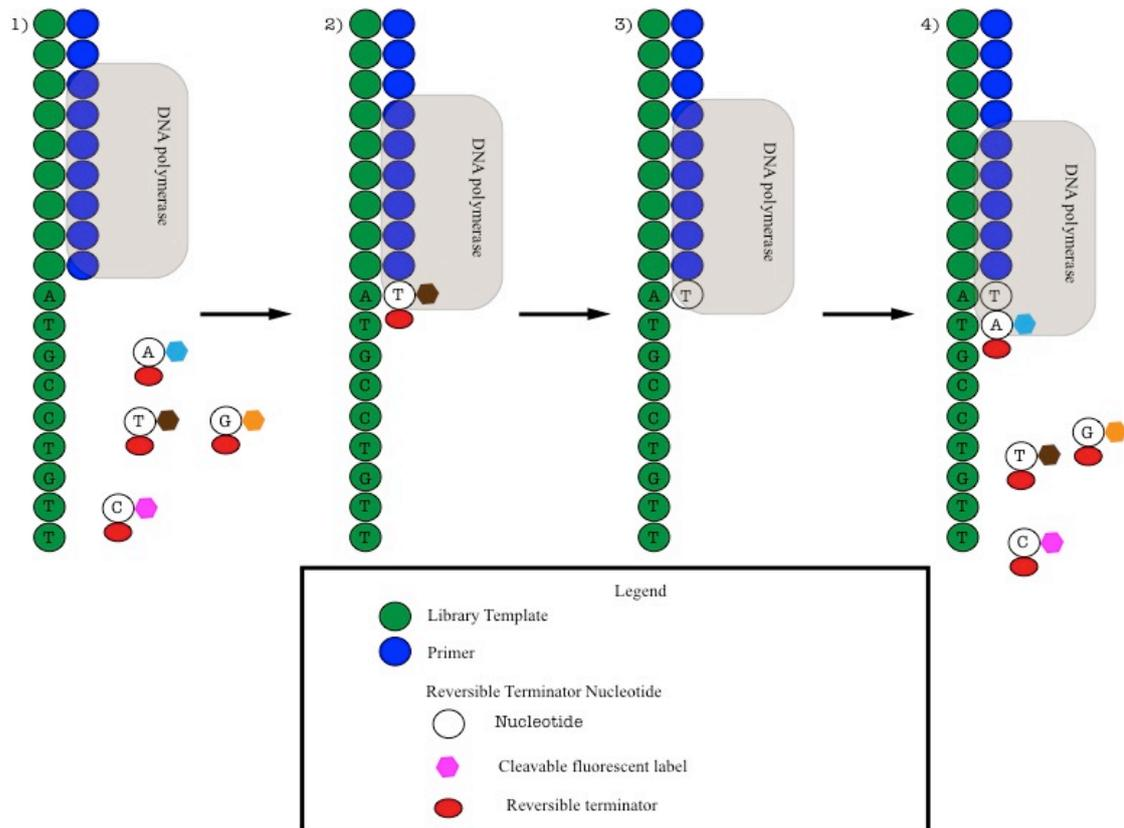 1)
DNA polymerase
A
T
G
C
C
T
G
T
T
A
T
G
C
2)
DNA polymerase
A T
T
G
C
C
T
G
T
T
3)
DNA polymerase
A T
T
G
C
C
T
G
T
T
4)
DNA polymerase
A T
T A
G
C
C
T
G
T
T
G
T
C
Legend
Library Template
Primer
Reversible Terminator Nucleotide
Nucleotide
Cleavable fluorescent label
Reversible terminator